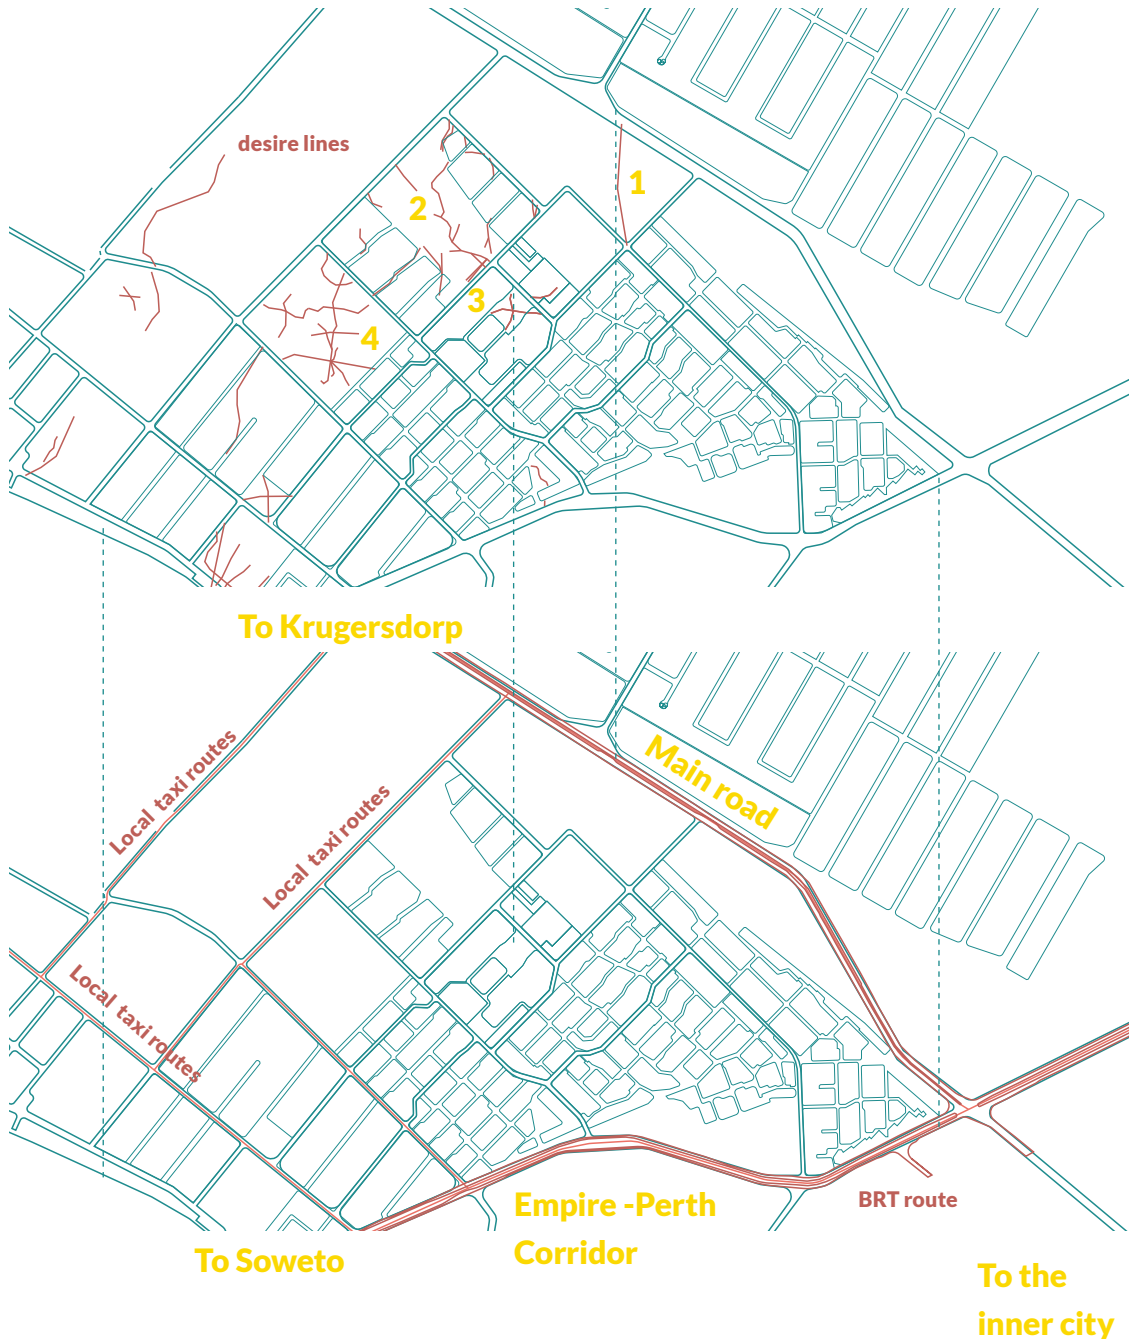 desire lines
1
2
3
4
To Krugersdorp
Local taxi routes
Main road
Local taxi routes
Local taxi routes
Empire -Perth
Corridor
BRT route
To Soweto
To the
inner city